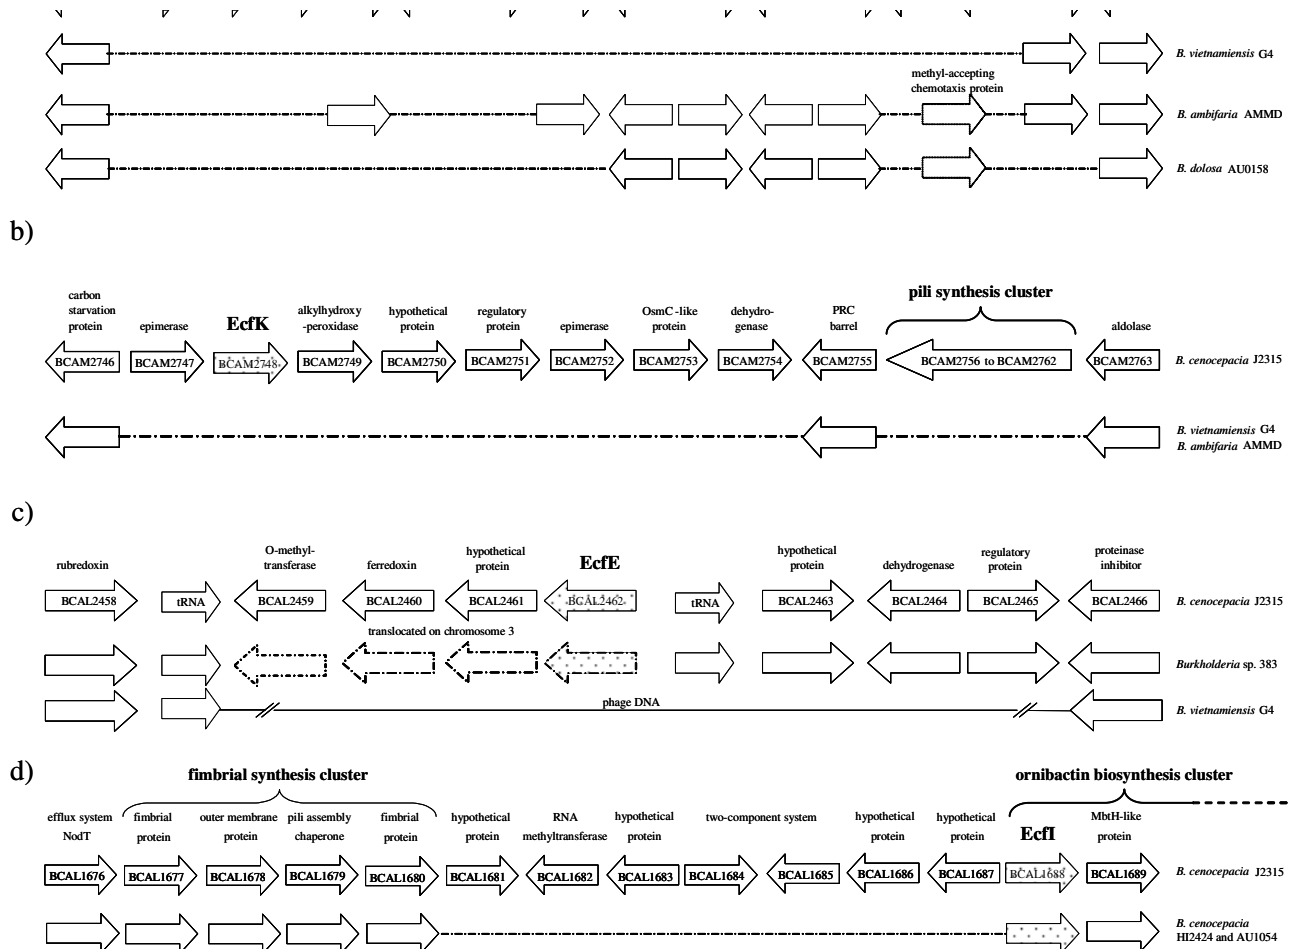 B. vietnamiensis G4
methyl-accepting
chemotaxis protein
B. ambifaria AMMD
B. dolosa AU0158
b)
pili synthesis cluster
carbon starvation protein
epimerase
EcfK
alkylhydroxy-peroxidase
hypothetical protein
regulatory protein
epimerase
OsmC-like protein
dehydro-genase
PRC barrel
aldolase
BCAM2746 BCAM2747 BCAM2748 BCAM2749 BCAM2750 BCAM2751 BCAM2752 BCAM2753 BCAM2754 BCAM2755 BCAM2756 to BCAM2762 BCAM2763 B. cenocepacia J2315
B. vietnamiensis G4
B. ambifaria AMMD
c)
rubredoxin
O-methyl-transferase
ferredoxin
hypothetical protein
EcfE
hypothetical protein
dehydrogenase
regulatory protein
proteinase inhibitor
BCAL2458 tRNA BCAL2459 BCAL2460 BCAL2461 BCAL2462 tRNA BCAL2463 BCAL2464 BCAL2465 BCAL2466 B. cenocepacia J2315
translocated on chromosome 3
Burkholderia sp. 383
phage DNA
B. vietnamiensis G4
d)
fimbrial synthesis cluster
ornibactin biosynthesis cluster
efflux system NodT
fimbrial protein
outer membrane protein
pili assembly chaperone
fimbrial protein
hypothetical protein
RNA methyltransferase
hypothetical protein
two-component system
hypothetical protein
hypothetical protein
EcfI
MbtH-like protein
BCAL1676 BCAL1677 BCAL1678 BCAL1679 BCAL1680 BCAL1681 BCAL1682 BCAL1683 BCAL1684 BCAL1685 BCAL1686 BCAL1687 BCAL1688 BCAL1689 B. cenocepacia J2315
B. cenocepacia
HI2424 and AU1054